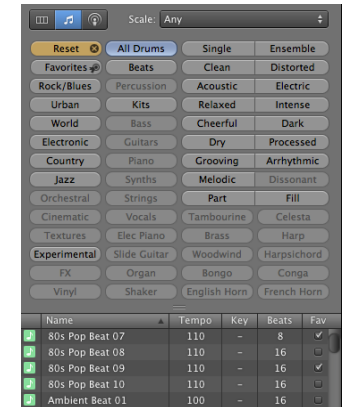 Scale: Any
Reset All Drums Single Ensemble
Favorites Beats Clean Distorted
Rock/Blues Percussion Acoustic Electric
Urban Kits Relaxed Intense
World Bass Cheerful Dark
Electronic Guitars Dry Processed
Country Piano Grooving Arrhythmic
Jazz Synths Melodic Dissonant
Orchestral Strings Part Fill
Cinematic Vocals Tambourine Celesta
Textures Elec Piano Brass Harp
Experimental Slide Guitar Woodwind Harpsichord
FX Organ Bongo Conga
Vinyl Shaker English Horn French Horn
Name Tempo Key Beats Fav
80s Pop Beat 07 110 – 8
80s Pop Beat 08 110 – 16
80s Pop Beat 09 110 – 16
80s Pop Beat 10 110 – 16
Ambient Beat 01 100 – 16